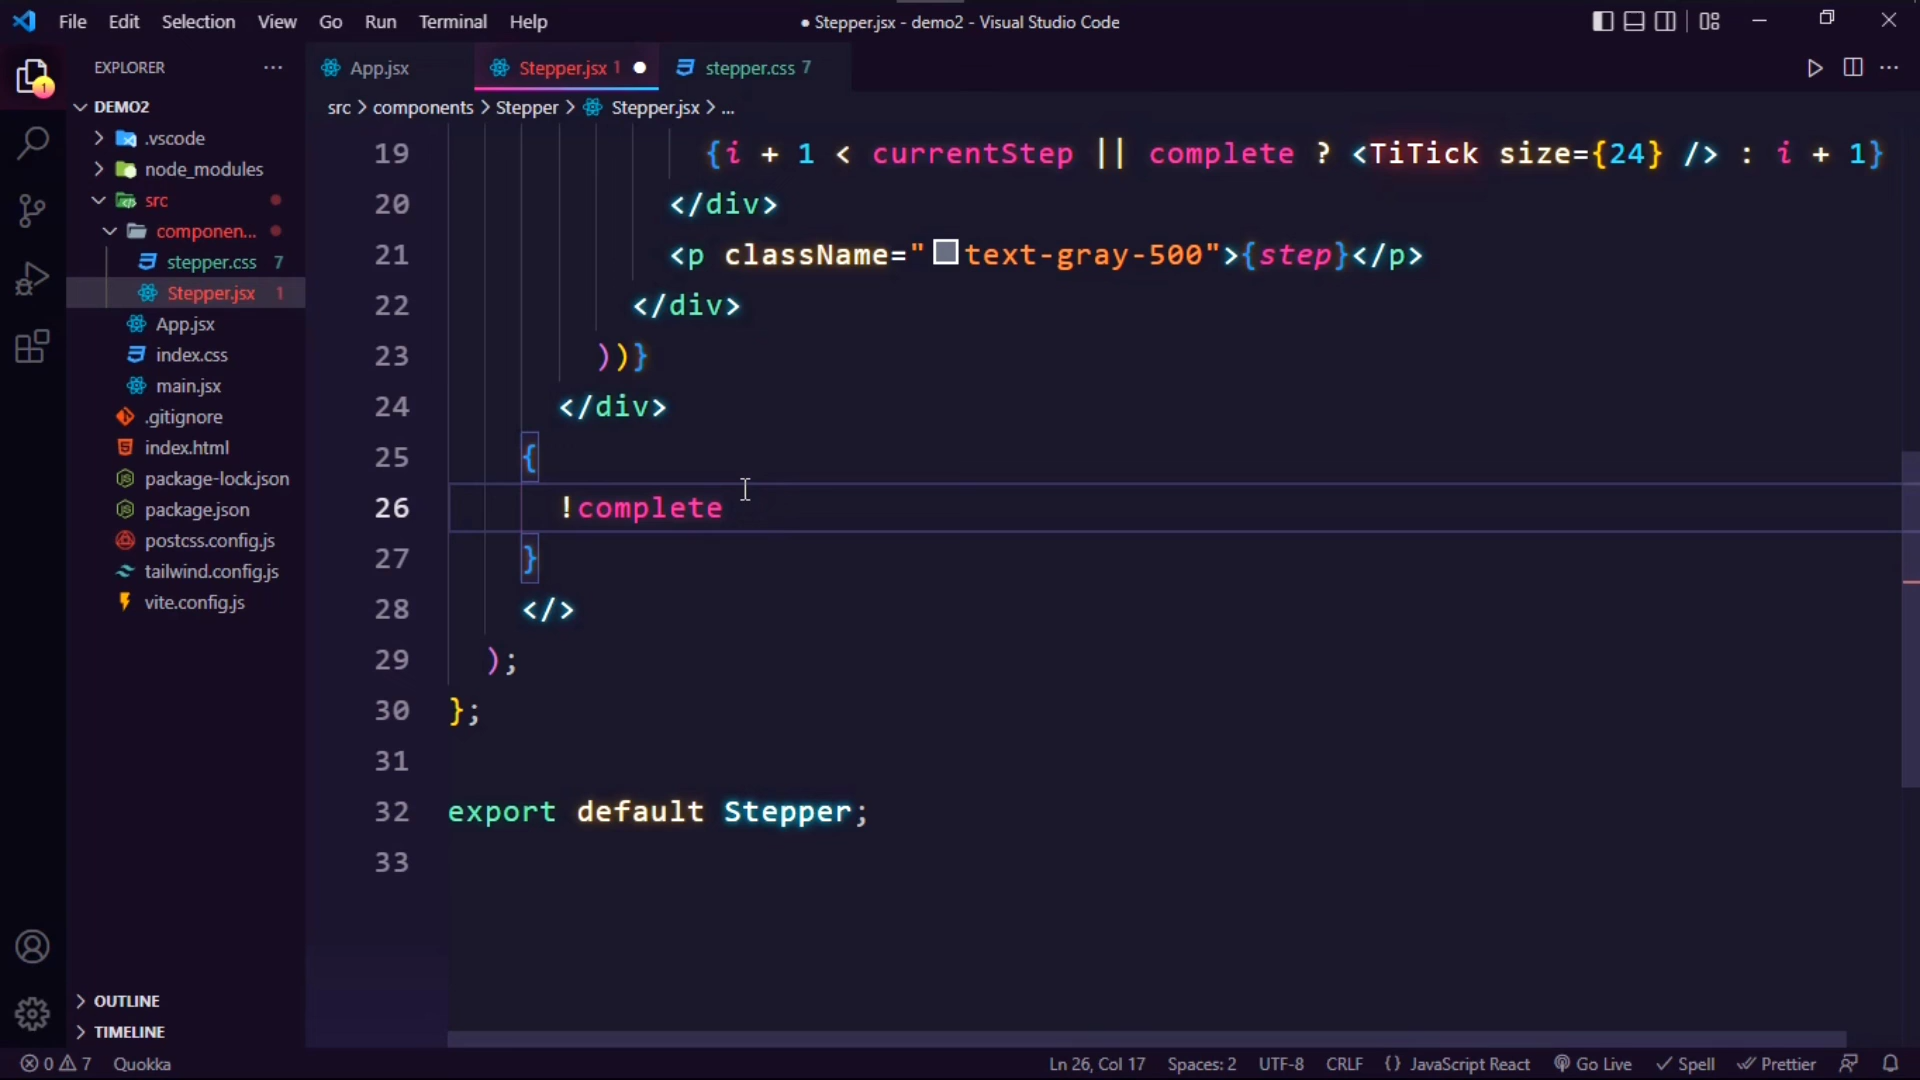 File Edit Selection View Go Run Terminal Help
● Stepper.jsx - demo2 - Visual Studio Code
EXPLORER ...
App.jsx
Stepper.jsx 1 ●
stepper.css 7
...
src > components > Stepper > Stepper.jsx > ...
1
DEMO2
.vscode
node_modules
src
componen...
stepper.css 7
Stepper.jsx 1
App.jsx
index.css
main.jsx
.gitignore
index.html
package-lock.json
package.json
postcss.config.js
tailwind.config.js
vite.config.js
OUTLINE
TIMELINE
19 {i + 1 < currentStep || complete ? <TiTick size={24} /> : i + 1}
20 </div>
21 <p className="text-gray-500">{step}</p>
22 </div>
23 ))}
24 </div>
25 {
26 !complete
27 }
28 </>
29 );
30 };
31
32 export default Stepper;
33
0 7 Quokka
Ln 26, Col 17 Spaces: 2 UTF-8 CRLF {} JavaScript React Go Live Spell Prettier